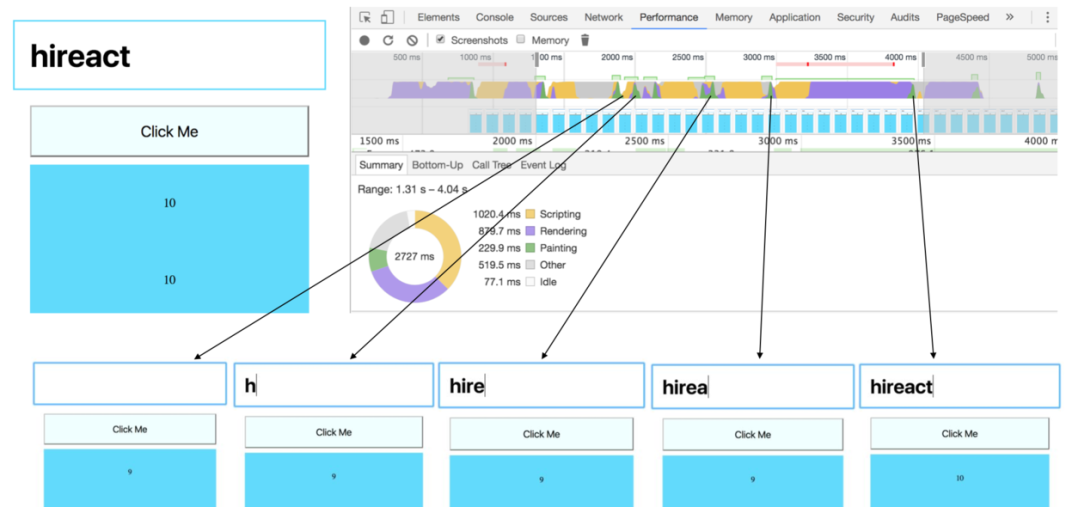 hireact
Click Me
10
10
Elements Console Sources Network Performance Memory Application Security Audits PageSpeed »
Screenshots Memory
500 ms 1000 ms 00 ms 2000 ms 2500 ms 3000 ms 3500 ms 4000 ms 4500 ms 5000 ms
1500 ms 2000 ms 2500 ms 3000 ms 3500 ms 4000 m
Summary Bottom-Up Call Tree Event Log
Range: 1.31 s – 4.04 s
2727 ms
1020.4 ms Scripting
879.7 ms Rendering
229.9 ms Painting
519.5 ms Other
77.1 ms Idle
h hire hirea hireact
Click Me Click Me Click Me Click Me Click Me
9 9 9 9 10